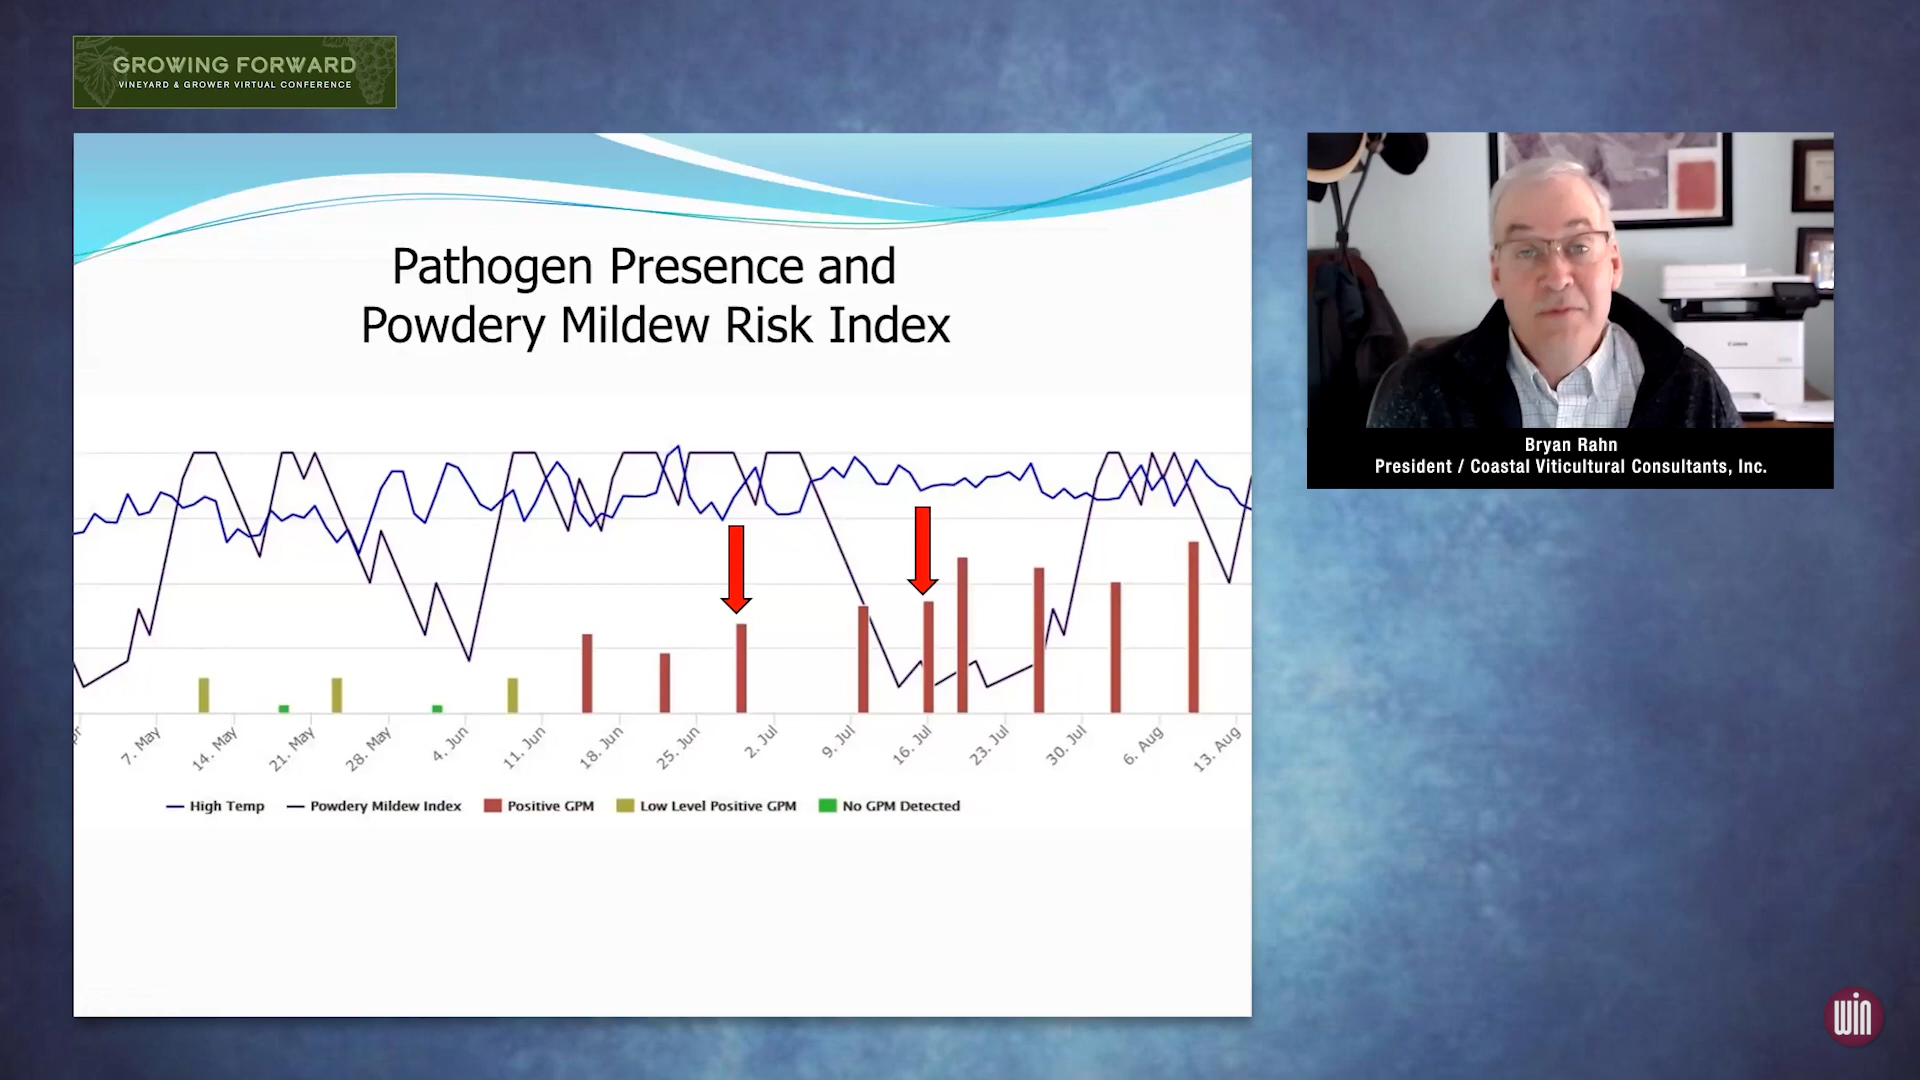 GROWING FORWARD
VINEYARD & GROWER VIRTUAL CONFERENCE
Pathogen Presence and
Powdery Mildew Risk Index
7. May
14. May
21. May
28. May
4. Jun
11. Jun
18. Jun
25. Jun
2. Jul
9. Jul
16. Jul
23. Jul
30. Jul
6. Aug
13. Aug
High Temp
Powdery Mildew Index
Positive GPM
Low Level Positive GPM
No GPM Detected
Canon
Bryan Rahn
President / Coastal Viticultural Consultants, Inc.
win